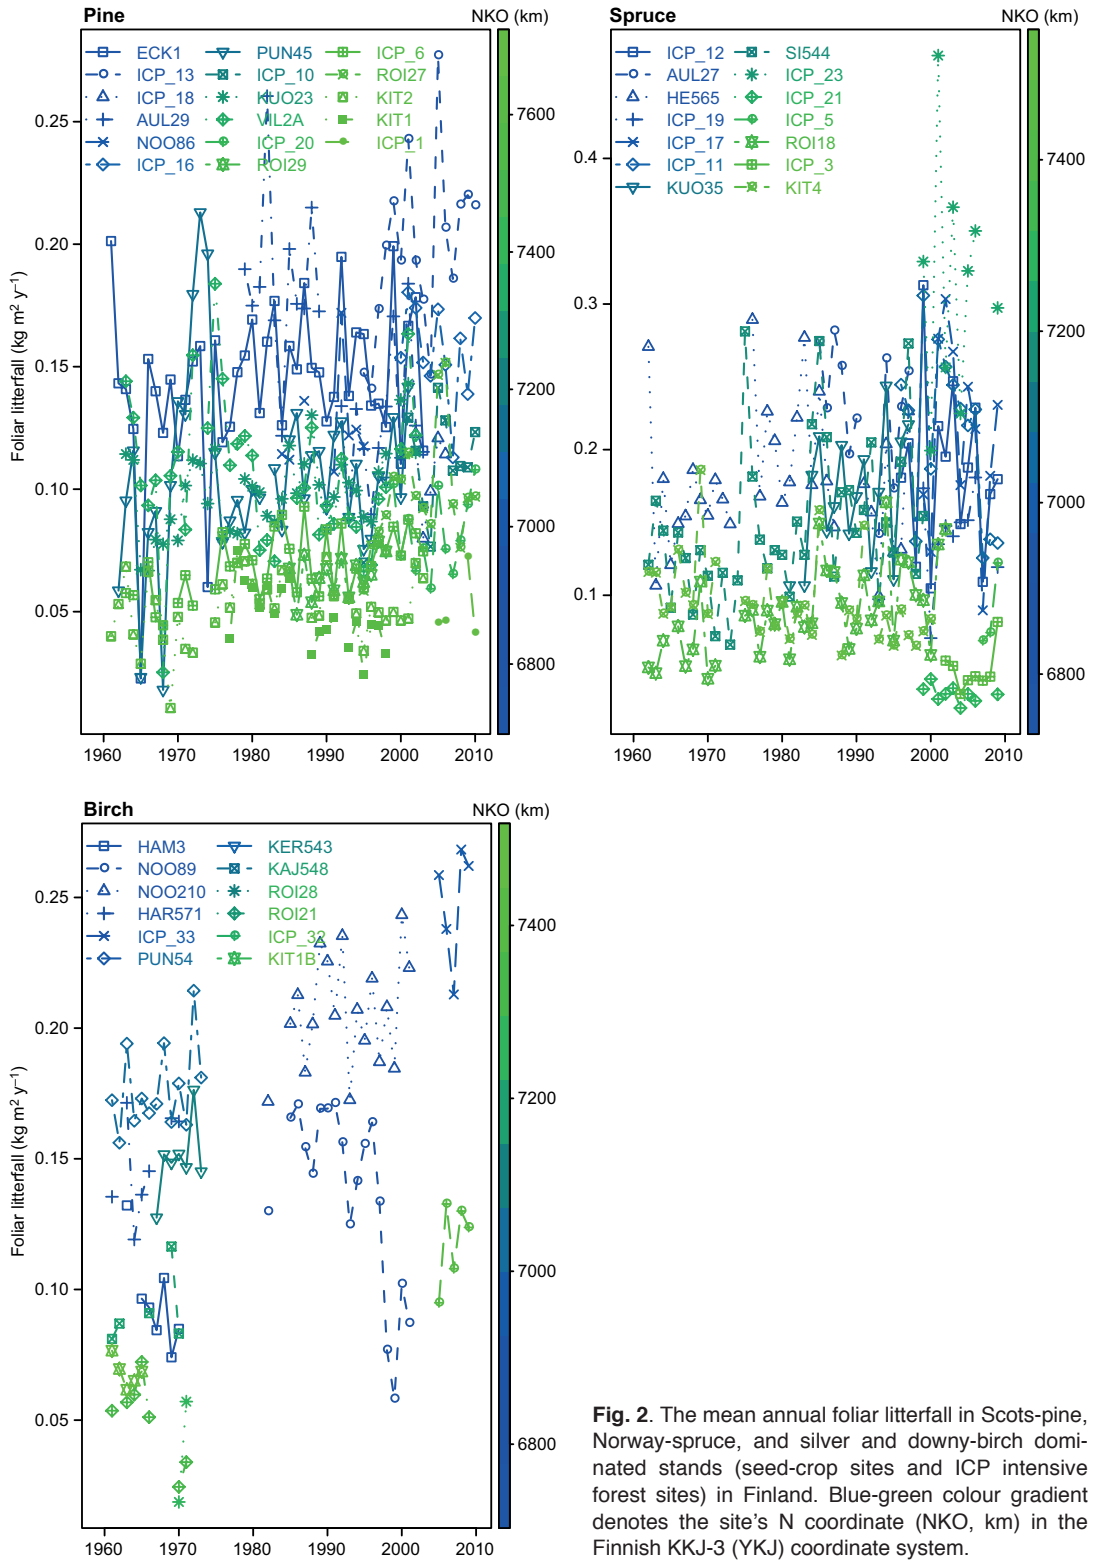 Pine
NKO (km)
ECK1
PUN45
ICP_6
ICP_13
ICP_10
ROI27
ICP_18
KUO23
KIT2
AUL29
VIL2A
KIT1
NOO86
ICP_20
ICP_1
ICP_16
ROI29
Foliar litterfall (kg m² y⁻¹)
0.25
0.20
0.15
0.10
0.05
1960 1970 1980 1990 2000 2010
7600
7400
7200
7000
6800
Spruce
NKO (km)
ICP_12
SI544
AUL27
ICP_23
HE565
ICP_21
ICP_19
ICP_5
ICP_17
ROI18
ICP_11
ICP_3
KUO35
KIT4
0.4
0.3
0.2
0.1
1960 1970 1980 1990 2000 2010
7400
7200
7000
6800
Birch
NKO (km)
HAM3
KER543
NOO89
KAJ548
NOO210
ROI28
HAR571
ROI21
ICP_33
ICP_32
PUN54
KIT1B
Foliar litterfall (kg m² y⁻¹)
0.25
0.20
0.15
0.10
0.05
1960 1970 1980 1990 2000 2010
7400
7200
7000
6800
Fig. 2. The mean annual foliar litterfall in Scots-pine,
Norway-spruce, and silver and downy-birch domi-
nated stands (seed-crop sites and ICP intensive
forest sites) in Finland. Blue-green colour gradient
denotes the site's N coordinate (NKO, km) in the
Finnish KKJ-3 (YKJ) coordinate system.